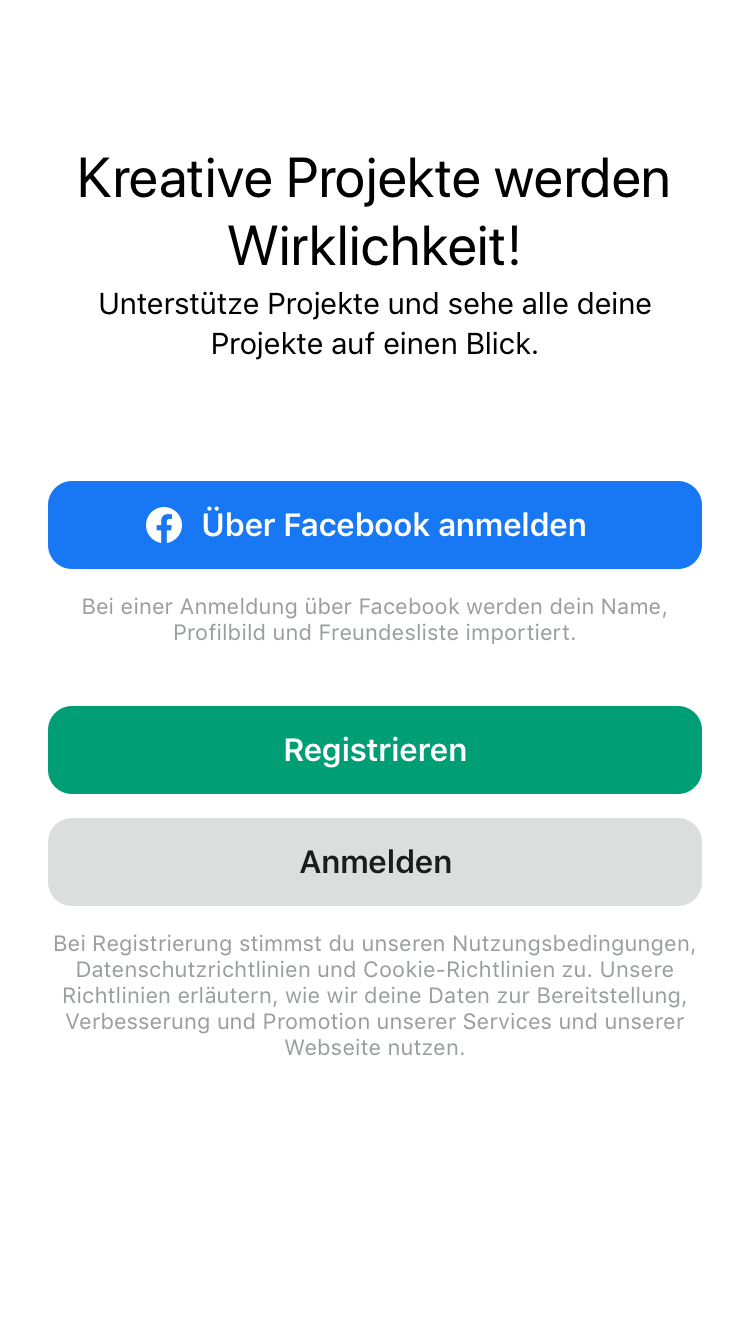 Kreative Projekte werden
Wirklichkeit!
Unterstütze Projekte und sehe alle deine
Projekte auf einen Blick.
Über Facebook anmelden
Bei einer Anmeldung über Facebook werden dein Name,
Profilbild und Freundesliste importiert.
Registrieren
Anmelden
Bei Registrierung stimmst du unseren Nutzungsbedingungen,
Datenschutzrichtlinien und Cookie-Richtlinien zu. Unsere
Richtlinien erläutern, wie wir deine Daten zur Bereitstellung,
Verbesserung und Promotion unserer Services und unserer
Webseite nutzen.